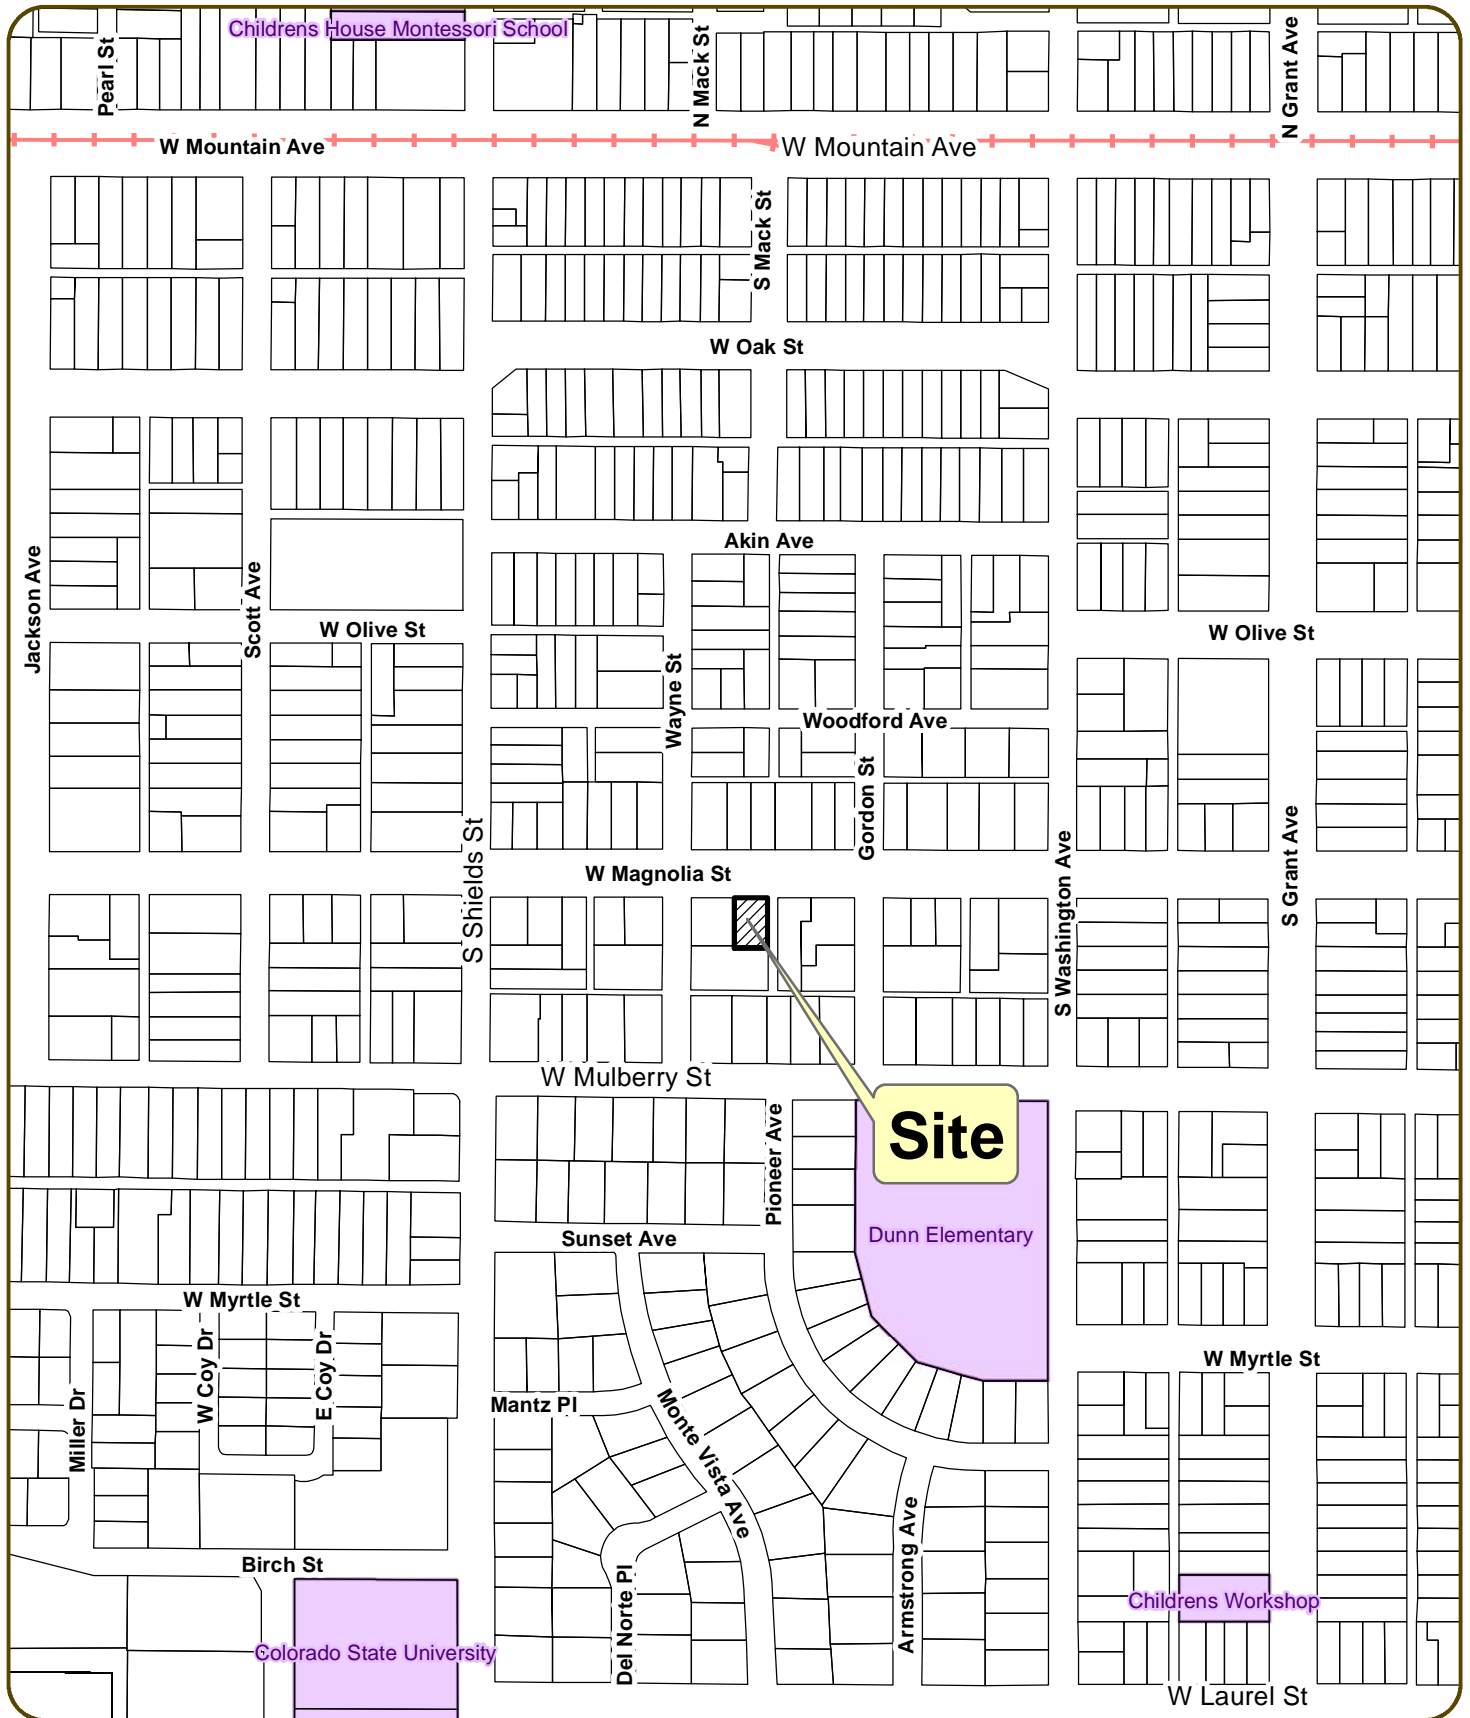 Childrens House Montessori School
Pearl St
N Mack St
N Grant Ave
W Mountain Ave
W Mountain Ave
S Mack St
W Oak St
Akin Ave
Jackson Ave
Scott Ave
W Olive St
W Olive St
Wayne St
Woodford Ave
Gordon St
S Shields St
W Magnolia St
S Washington Ave
S Grant Ave
W Mulberry St
Pioneer Ave
Site
Dunn Elementary
Sunset Ave
W Myrtle St
W Coy Dr
E Coy Dr
Miller Dr
W Myrtle St
Mantz Pl
Monte Vista Ave
Armstrong Ave
Birch St
Del Norte Pl
Childrens Workshop
Colorado State University
W Laurel St